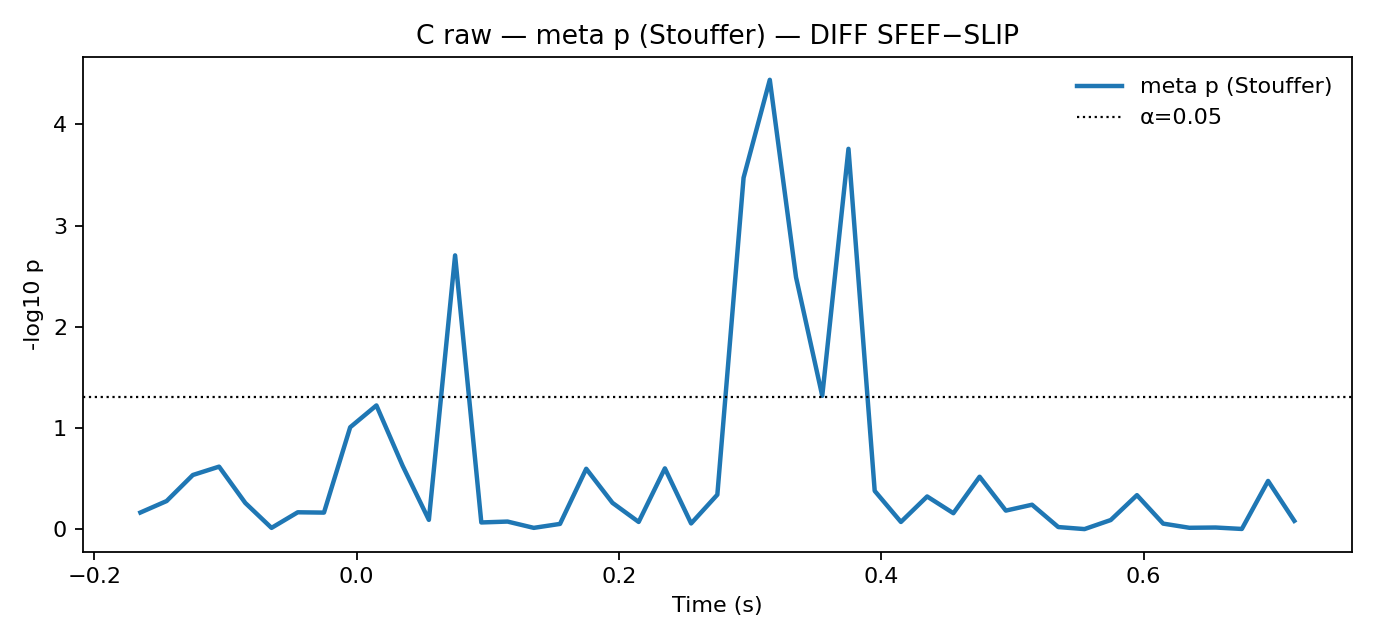 C raw — meta p (Stouffer) — DIFF SFEF−SLIP
meta p (Stouffer)
α=0.05
-log10 p
4
3
2
1
0
−0.2
0.0
0.2
0.4
0.6
Time (s)